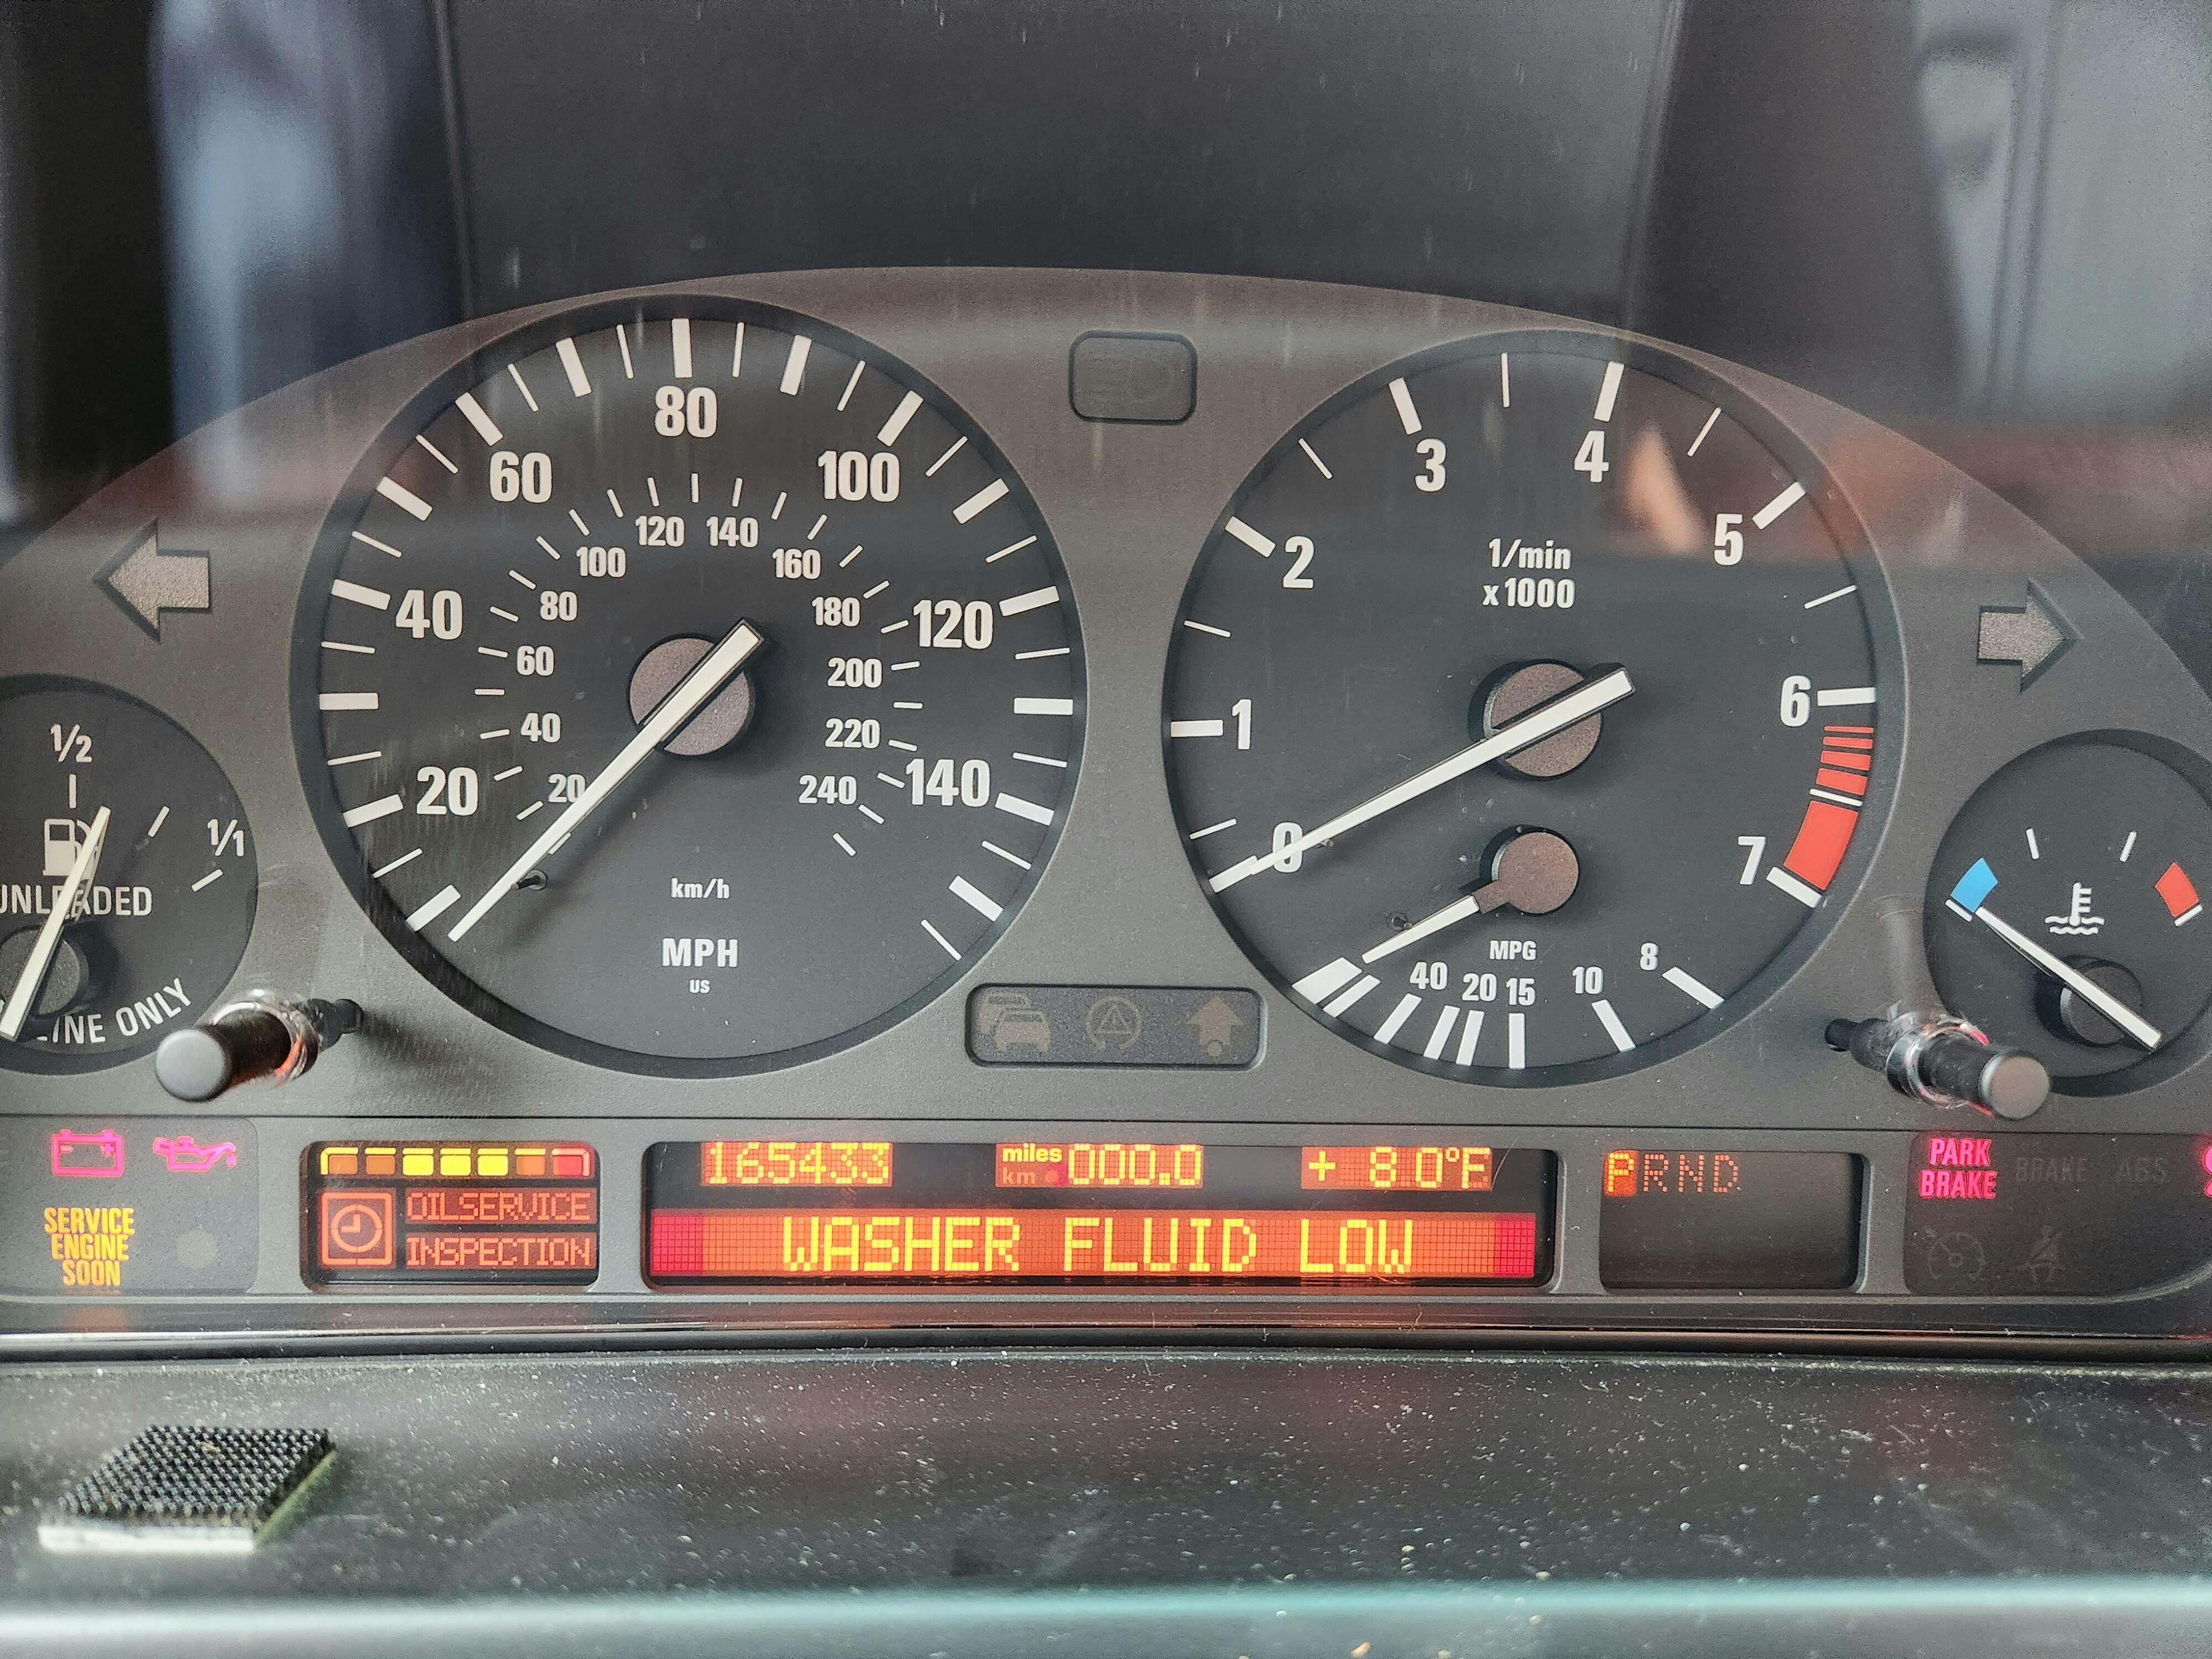 80
60
100
120 140
100
160
40
80
180
120
60
200
40
220
20
20
240
140
km/h
MPH
US
3
4
2
5
1/min
x1000
1
6
0
7
MPG
40
20
15
10
8
1/2
1/1
UNLEADED
INE ONLY
165433
miles
km
000.0
+ 80°F
PRND
PARK
BRAKE
BRAKE
ABS
SERVICE
ENGINE
SOON
OILSERVICE
INSPECTION
WASHER FLUID LOW